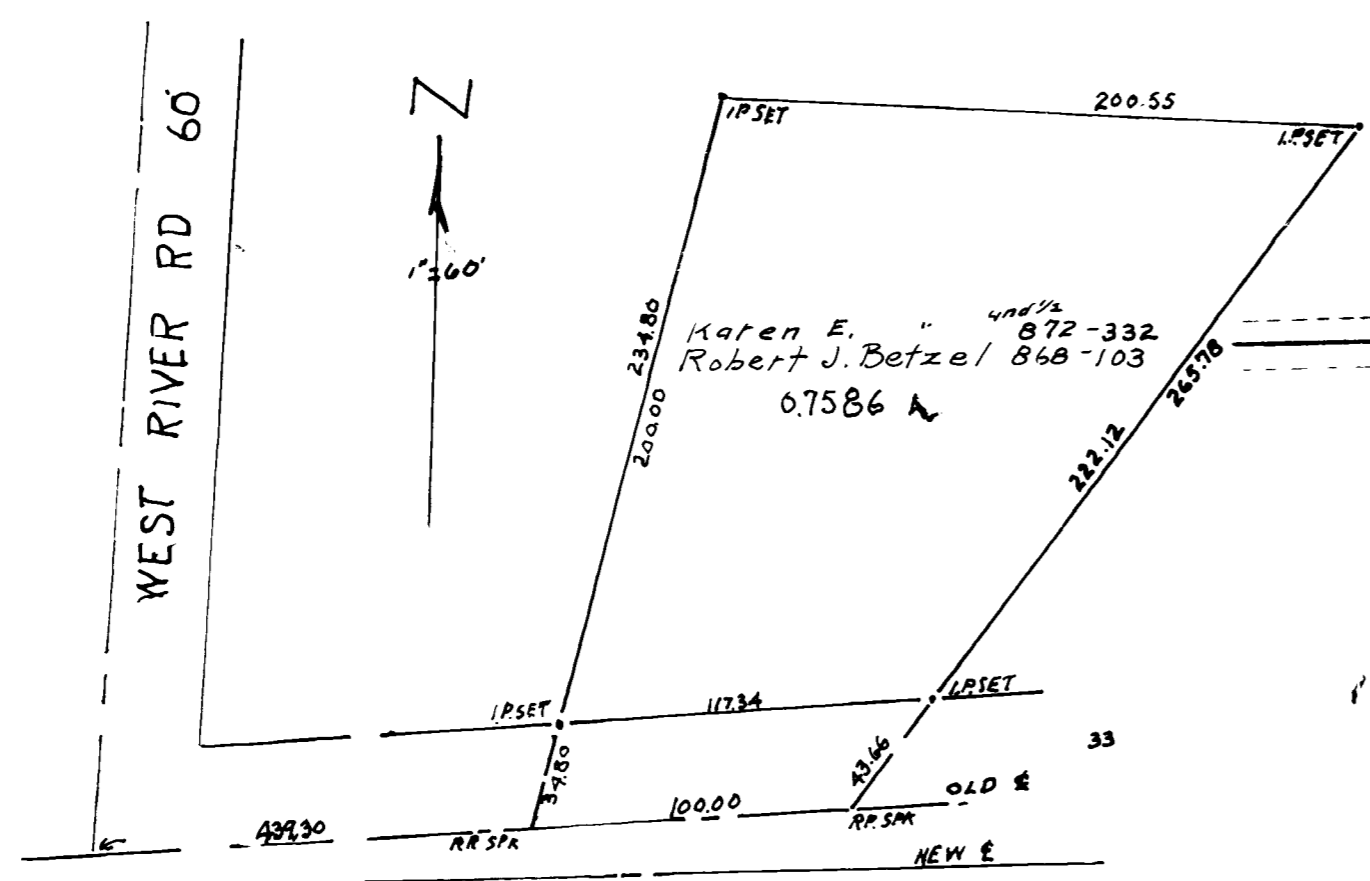 WEST RIVER RD 60'
N
1"=60'
I.P. SET
200.55
I.P. SET
234.80
200.00
Karen E. " und 1/2 872-332
Robert J. Betzel 868-103
0.7586 A
265.78
222.12
I.P. SET
117.34
I.P. SET
34.80
43.66
33
439.30
RR SPK
100.00
RR. SPK
OLD ℄
NEW ℄